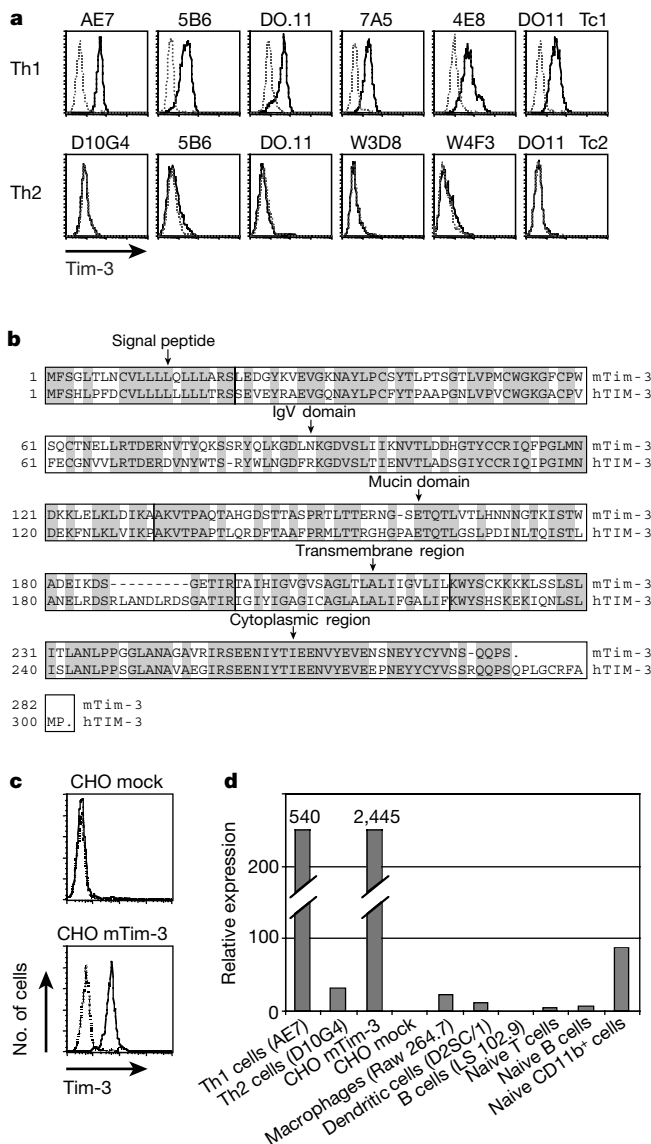 a
AE7 5B6 DO.11 7A5 4E8 DO11 Tc1
Th1
D10G4 5B6 DO.11 W3D8 W4F3 DO11 Tc2
Th2
Tim-3
b
Signal peptide
1 MFSGLTLNCVLLLLQLLLARSLEDGYKVEVGKNAYLPCSYTLPTSGTLVPMCWGKGFCPW mTim-3
1 MFSHLPFDCVLLLLLLLLTRSSEVEYRAEVGQNAYLPCFYTPAAPGNLVPVCWGKGACPV hTIM-3
IgV domain
61 SQCTNELLRTDERNVTYQKSSRYQLKGDLNKGDVSLIIKNVTLDDHGTYCCRIQFPGLMN mTim-3
61 FECGNVVLRTDERDVNYWTS-RYWLNGDFRKGDVSLTIENVTLADSGIYCCRIQIPGIMN hTIM-3
Mucin domain
121 DKKLELKLDIKAAKVTPAQTAHGDSTTASPRTLTTERNG-SETQTLVTLHNNNGTKISTW mTim-3
120 DEKFNLKLVIKPAKVTPAPTLQRDFTAAFPRMLTTRGHGPAETQTLGSLPDINLTQISTL hTIM-3
Transmembrane region
180 ADEIKDS---------GETIRTAIHIGVGVSAGLTLALIIGVLILKWYSCKKKKLSSLSL mTim-3
180 ANELRDSRLANDLRDSGATIRIGIYIGAGICAGLALALIFGALIFKWYSHSKEKIQNLSL hTIM-3
Cytoplasmic region
231 ITLANLPPGGLANAGAVRIRSEENIYTIEENVYEVENSNEYYCYVNS-QQPS. mTim-3
240 ISLANLPPSGLANAVAEGIRSEENIYTIEENVYEVEEPNEYYCYVSSRQQPSQPLGCRFA hTIM-3
282 mTim-3
300 MP. hTIM-3
c
CHO mock
CHO mTim-3
No. of cells
Tim-3
d
540 2,445
Relative expression
200
100
0
Th1 cells (AE7)
Th2 cells (D10G4)
CHO mTim-3
CHO mock
Macrophages (Raw 264.7)
Dendritic cells (D2SC/1)
B cells (LS 102.9)
Naive T cells
Naive B cells
Naive CD11b⁺ cells